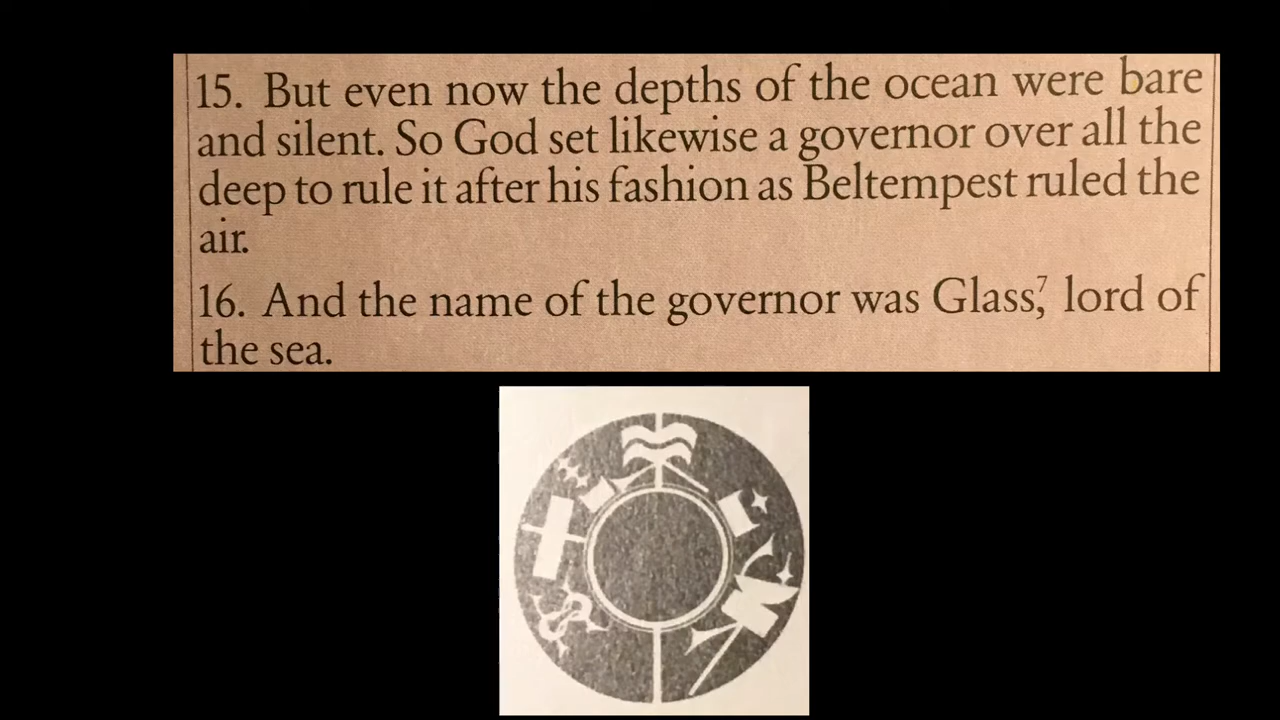 15. But even now the depths of the ocean were bare
and silent. So God set likewise a governor over all the
deep to rule it after his fashion as Beltempest ruled the
air.
16. And the name of the governor was Glass,⁷ lord of
the sea.